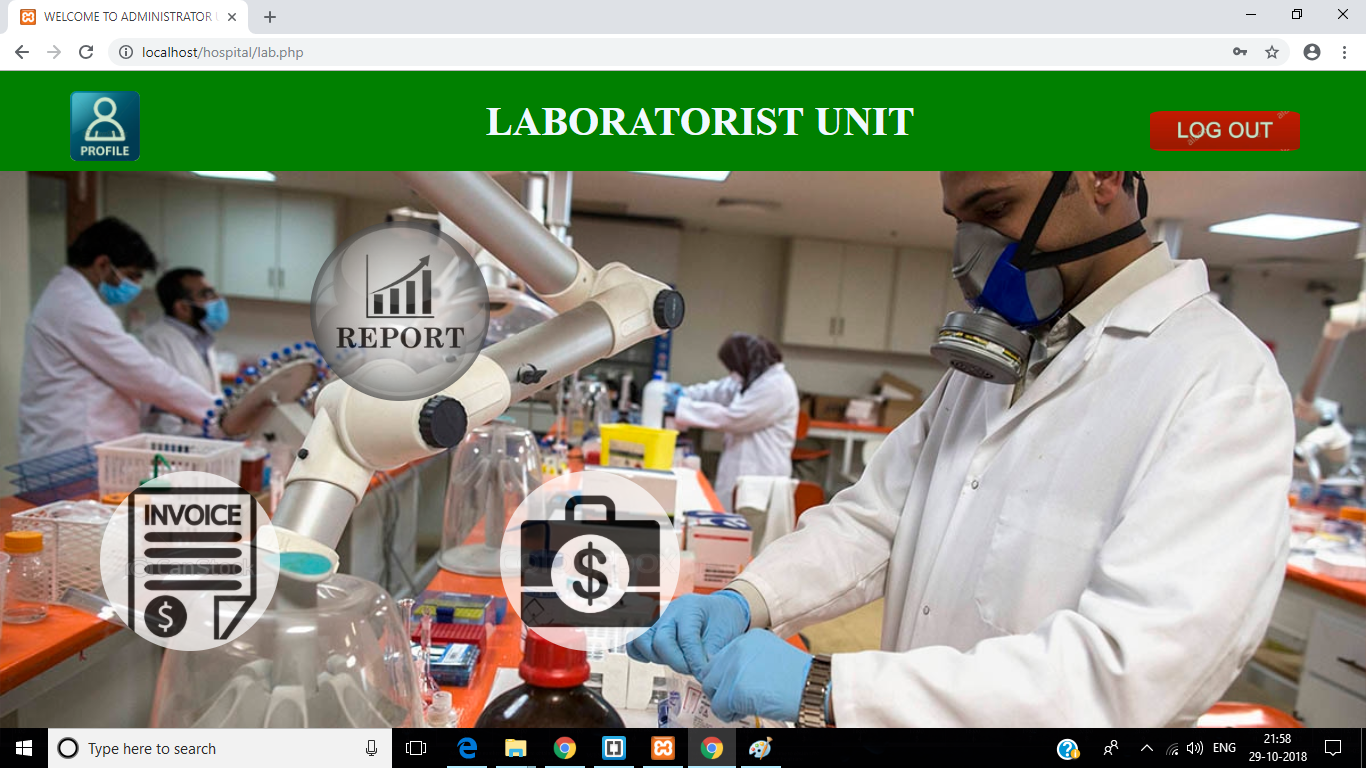 WELCOME TO ADMINISTRATOR
localhost/hospital/lab.php
PROFILE
LABORATORIST UNIT
LOG OUT
REPORT
INVOICE
$
$
Type here to search
ENG
21:58
29-10-2018